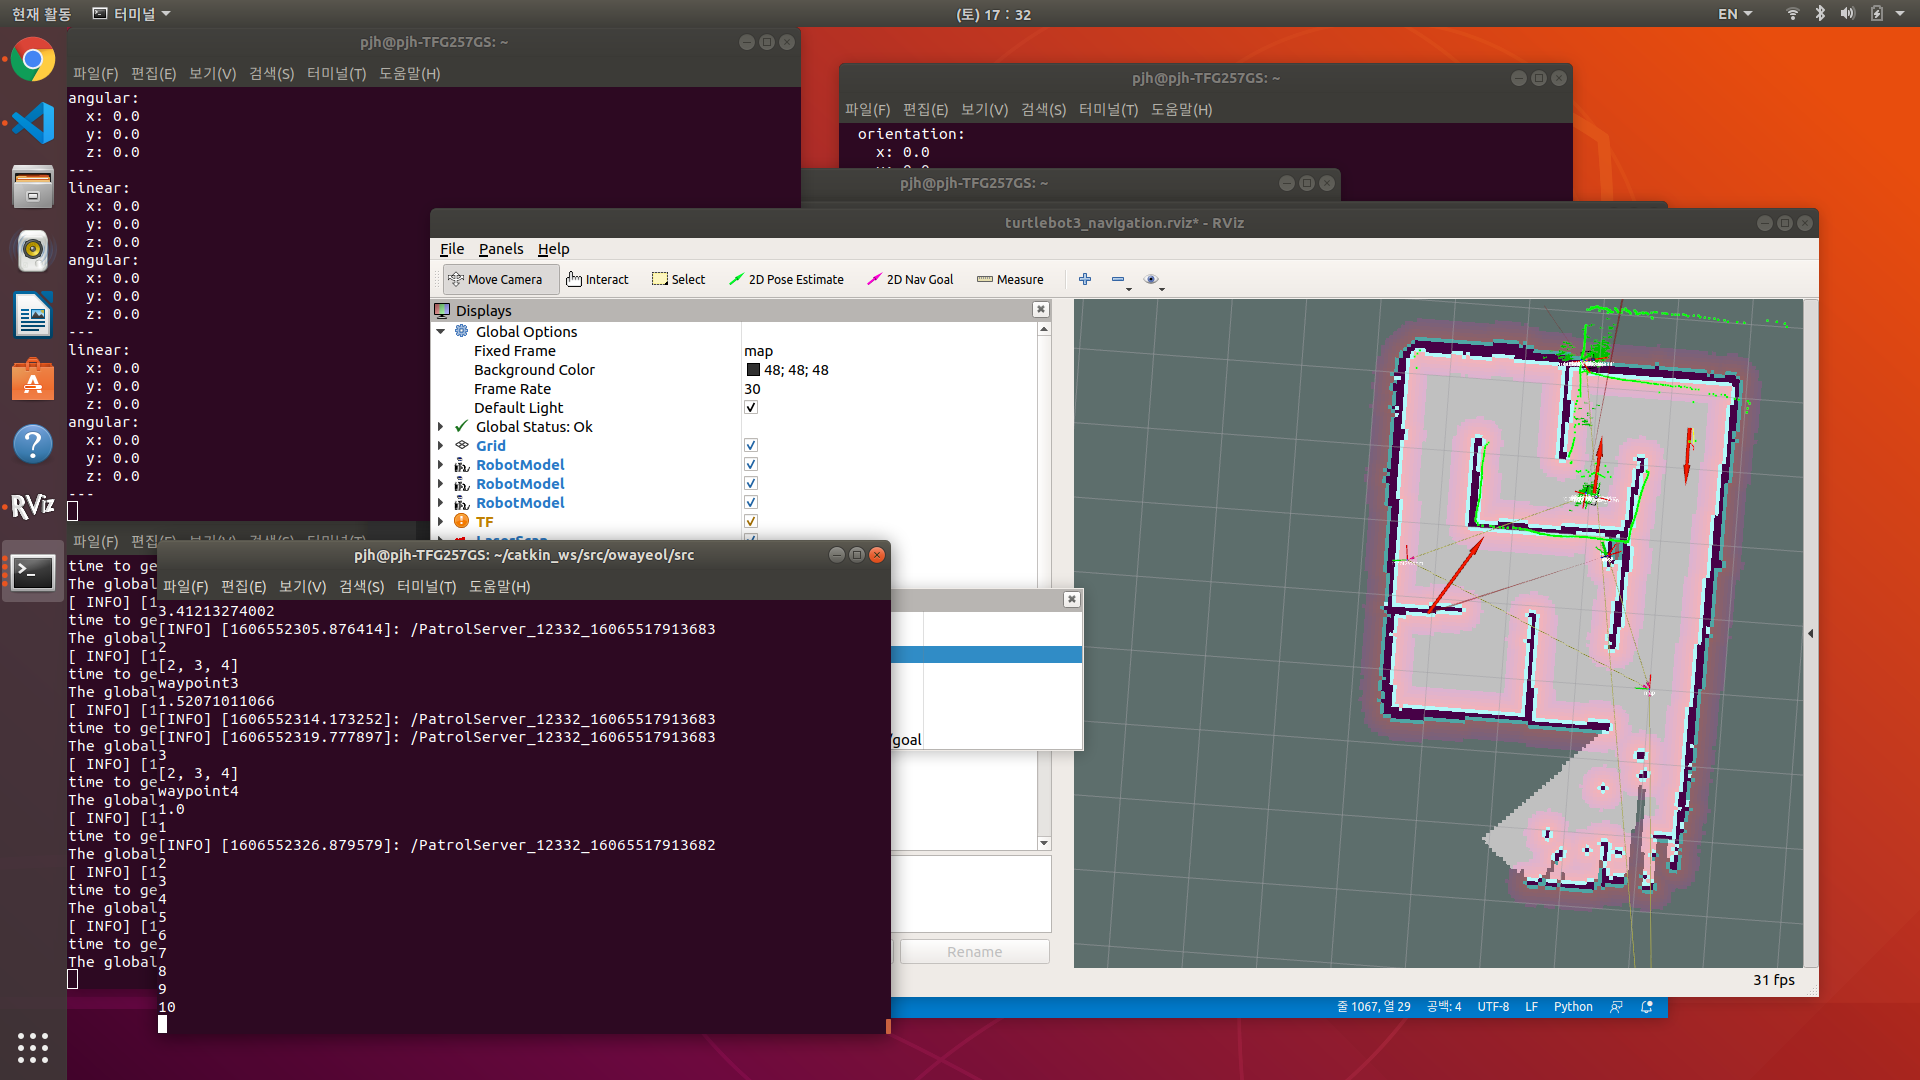 현재 활동
터미널
(토) 17 : 32
EN
pjh@pjh-TFG257GS: ~
파일(F) 편집(E) 보기(V) 검색(S) 터미널(T) 도움말(H)
angular:
x: 0.0
y: 0.0
z: 0.0
---
linear:
x: 0.0
y: 0.0
z: 0.0
angular:
x: 0.0
y: 0.0
z: 0.0
---
linear:
x: 0.0
y: 0.0
z: 0.0
angular:
x: 0.0
y: 0.0
z: 0.0
---
pjh@pjh-TFG257GS: ~
파일(F) 편집(E) 보기(V) 검색(S) 터미널(T) 도움말(H)
orientation:
x: 0.0
pjh@pjh-TFG257GS: ~
turtlebot3_navigation.rviz* - RViz
File Panels Help
Move Camera Interact Select 2D Pose Estimate 2D Nav Goal Measure
Displays
Global Options
Fixed Frame map
Background Color 48; 48; 48
Frame Rate 30
Default Light
Global Status: Ok
Grid
RobotModel
RobotModel
RobotModel
TF
LaserScan
/goal
Rename
31 fps
RViz
파일(F)
time to ge
The global
[ INFO] [1
time to ge
The global
[ INFO] [1
time to ge
The global
[ INFO] [1
time to ge
The global
[ INFO] [1
time to ge
The global
[ INFO] [1
time to ge
The global
[ INFO] [1
time to ge
The global
[ INFO] [1
time to ge
The global
pjh@pjh-TFG257GS: ~/catkin_ws/src/owayeol/src
파일(F) 편집(E) 보기(V) 검색(S) 터미널(T) 도움말(H)
3.41213274002
[INFO] [1606552305.876414]: /PatrolServer_12332_16065517913683
2
[2, 3, 4]
waypoint3
1.52071011066
[INFO] [1606552314.173252]: /PatrolServer_12332_16065517913683
[INFO] [1606552319.777897]: /PatrolServer_12332_16065517913683
3
[2, 3, 4]
waypoint4
1.0
1
[INFO] [1606552326.879579]: /PatrolServer_12332_16065517913682
2
3
4
5
6
7
8
9
10
줄 1067, 열 29 공백: 4 UTF-8 LF Python